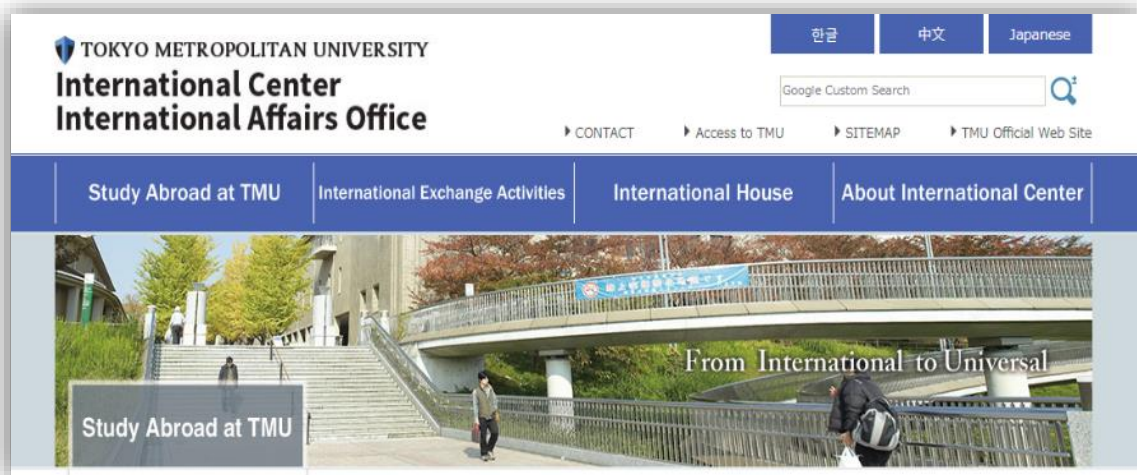 TOKYO METROPOLITAN UNIVERSITY
International Center
International Affairs Office
한글 中文 Japanese
Google Custom Search
CONTACT Access to TMU SITEMAP TMU Official Web Site
Study Abroad at TMU International Exchange Activities International House About International Center
From International to Universal
Study Abroad at TMU